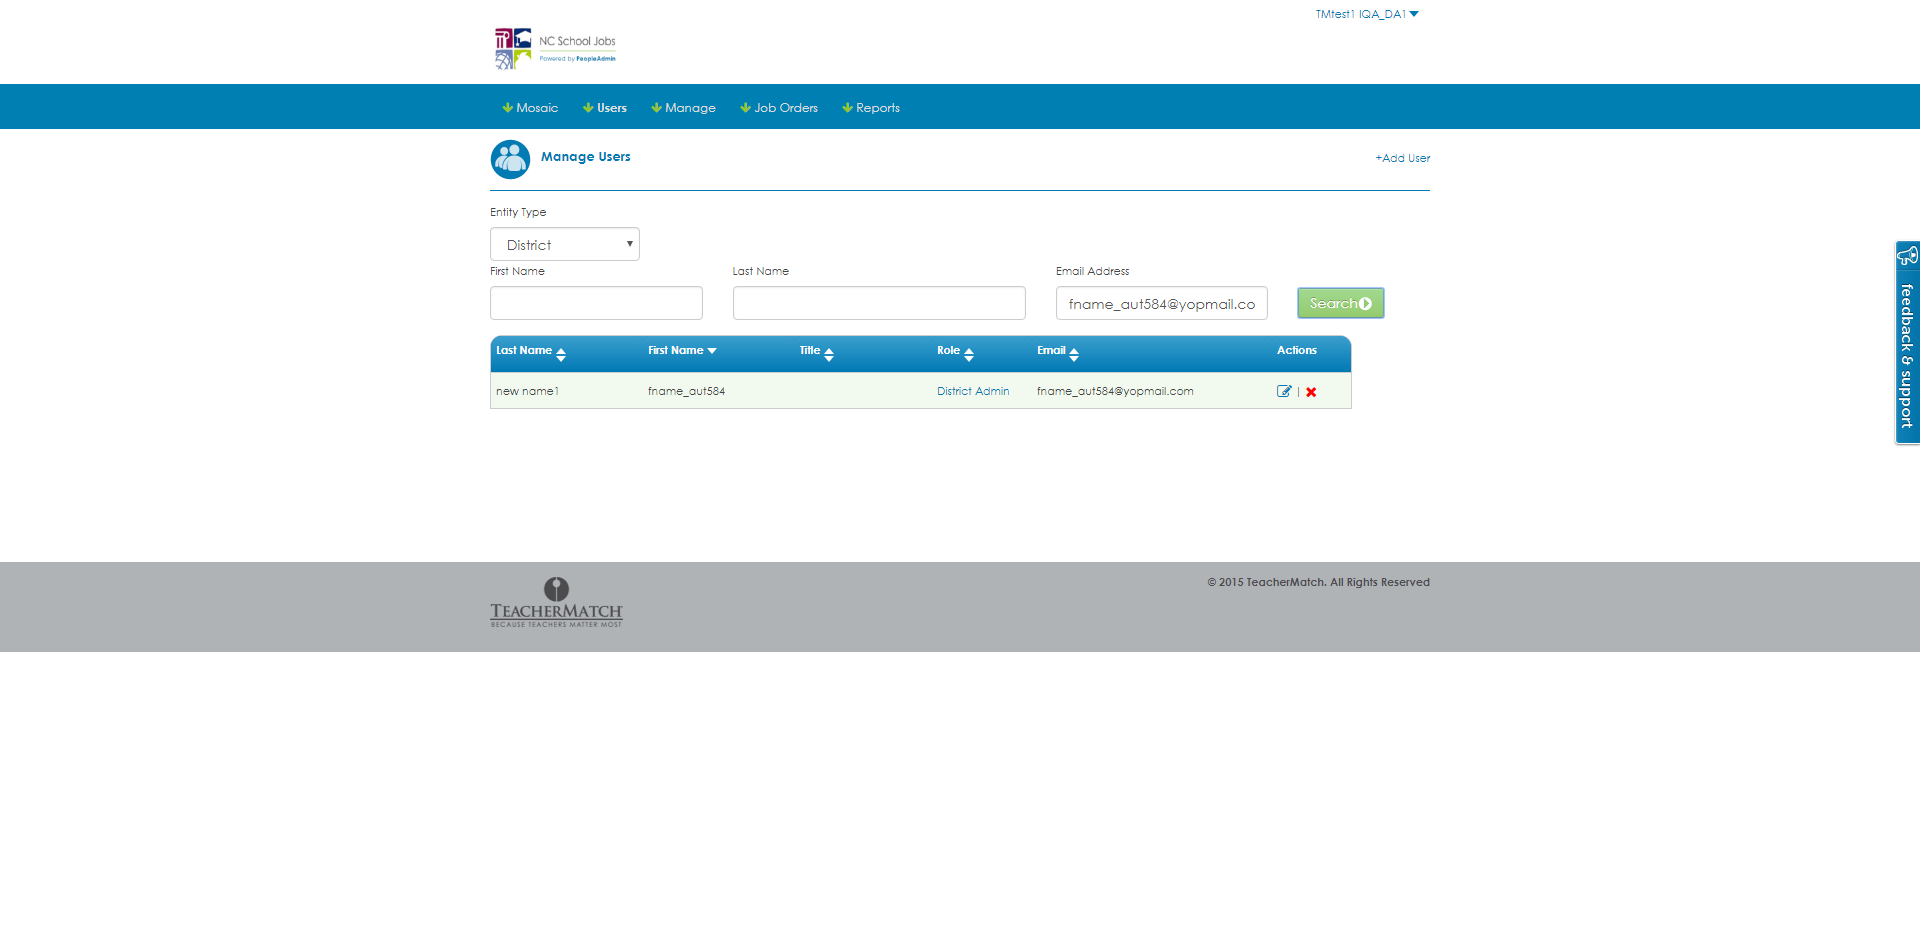 TMtest1 IQA_DA1
NC School Jobs
Powered by PeopleAdmin
Mosaic Users Manage Job Orders Reports
Manage Users
+Add User
Entity Type
District
First Name Last Name Email Address
fname_aut584@yopmail.co Search
Last Name First Name Title Role Email Actions
new name1 fname_aut584 District Admin fname_aut584@yopmail.com |
feedback & support
© 2015 TeacherMatch. All Rights Reserved
TEACHERMATCH
BECAUSE TEACHERS MATTER MOST